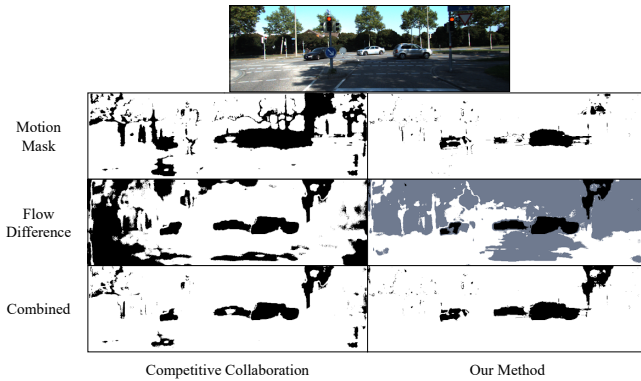 Motion
Mask
Flow
Difference
Combined
Competitive Collaboration
Our Method